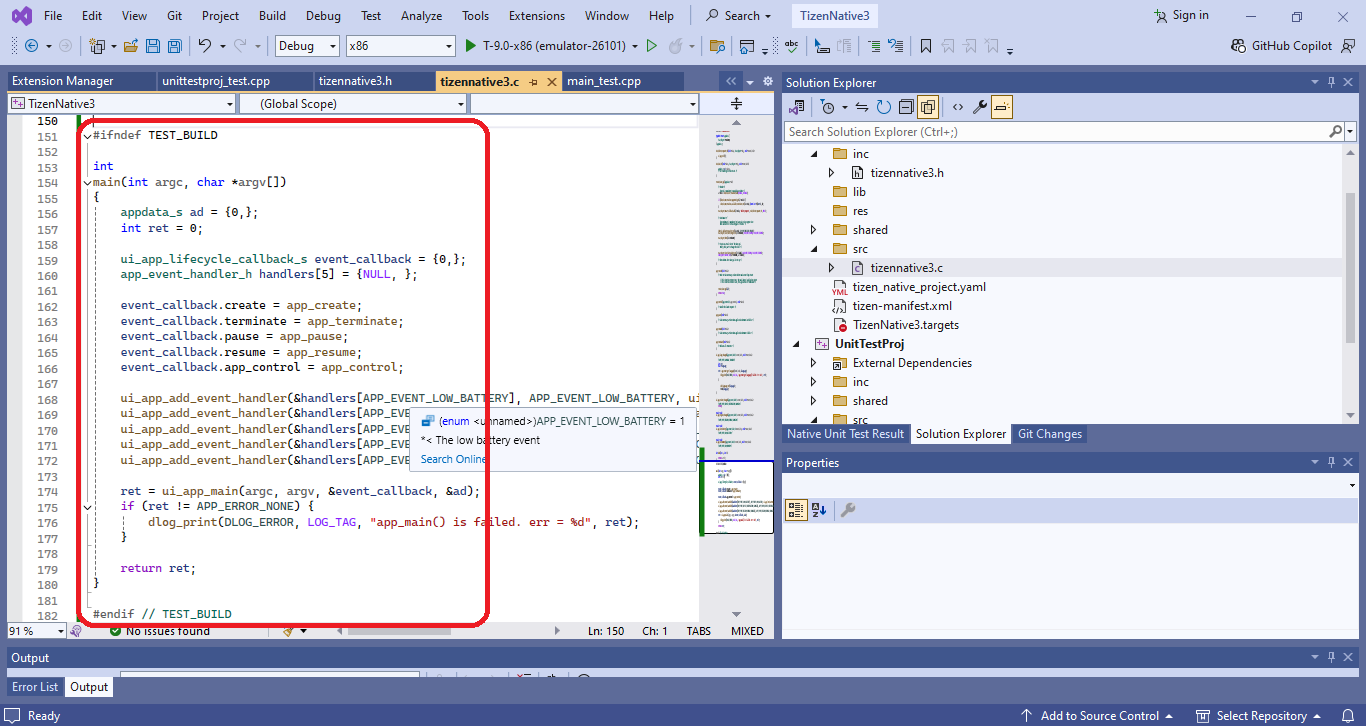 File Edit View Git Project Build Debug Test Analyze Tools Extensions Window Help Search TizenNative3 Sign in
Debug x86 T-9.0-x86 (emulator-26101) abc GitHub Copilot
Extension Manager unittestproj_test.cpp tizennative3.h tizennative3.c main_test.cpp
TizenNative3 (Global Scope)
150
151 #ifndef TEST_BUILD
152
153 int
154 main(int argc, char *argv[])
155 {
156 appdata_s ad = {0,};
157 int ret = 0;
158
159 ui_app_lifecycle_callback_s event_callback = {0,};
160 app_event_handler_h handlers[5] = {NULL, };
161
162 event_callback.create = app_create;
163 event_callback.terminate = app_terminate;
164 event_callback.pause = app_pause;
165 event_callback.resume = app_resume;
166 event_callback.app_control = app_control;
167
168 ui_app_add_event_handler(&handlers[APP_EVENT_LOW_BATTERY], APP_EVENT_LOW_BATTERY, ui
169 ui_app_add_event_handler(&handlers[APP_EVE
170 ui_app_add_event_handler(&handlers[APP_EVE
171 ui_app_add_event_handler(&handlers[APP_EVE
172 ui_app_add_event_handler(&handlers[APP_EVE
173
174 ret = ui_app_main(argc, argv, &event_callback, &ad);
175 if (ret != APP_ERROR_NONE) {
176 dlog_print(DLOG_ERROR, LOG_TAG, "app_main() is failed. err = %d", ret);
177 }
178
179 return ret;
180 }
181
182 #endif // TEST_BUILD
(enum <unnamed>)APP_EVENT_LOW_BATTERY = 1
*< The low battery event
Search Online
91 % No issues found Ln: 150 Ch: 1 TABS MIXED
Solution Explorer
Search Solution Explorer (Ctrl+;)
inc
tizennative3.h
lib
res
shared
src
tizennative3.c
YML tizen_native_project.yaml
tizen-manifest.xml
TizenNative3.targets
UnitTestProj
External Dependencies
inc
shared
src
Native Unit Test Result Solution Explorer Git Changes
Properties
Output
Error List Output
Ready Add to Source Control Select Repository